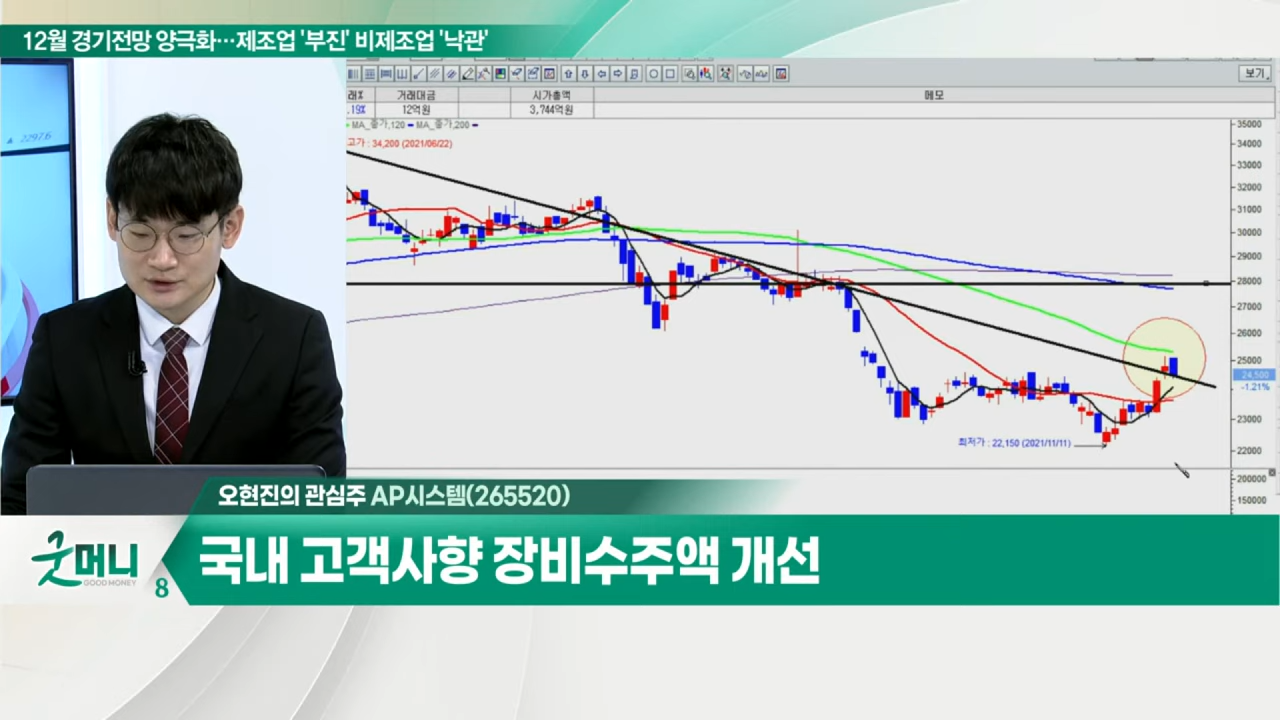 12월 경기전망 양극화…제조업 '부진' 비제조업 '낙관'
▲ 2297.6
보기
래% 거래대금 시가총액 메모
.19% 12억원 3,744억원
MA_종가,120 MA_종가,200
고가 : 34,200 (2021/06/22)
35000
34000
33000
32000
31000
30000
29000
28000
27000
26000
25000
24,500
-1.21%
23000
22000
최저가 : 22,150 (2021/11/11)
200000
150000
오현진의 관심주 AP시스템(265520)
국내 고객사향 장비수주액 개선
굿머니
GOOD MONEY
8